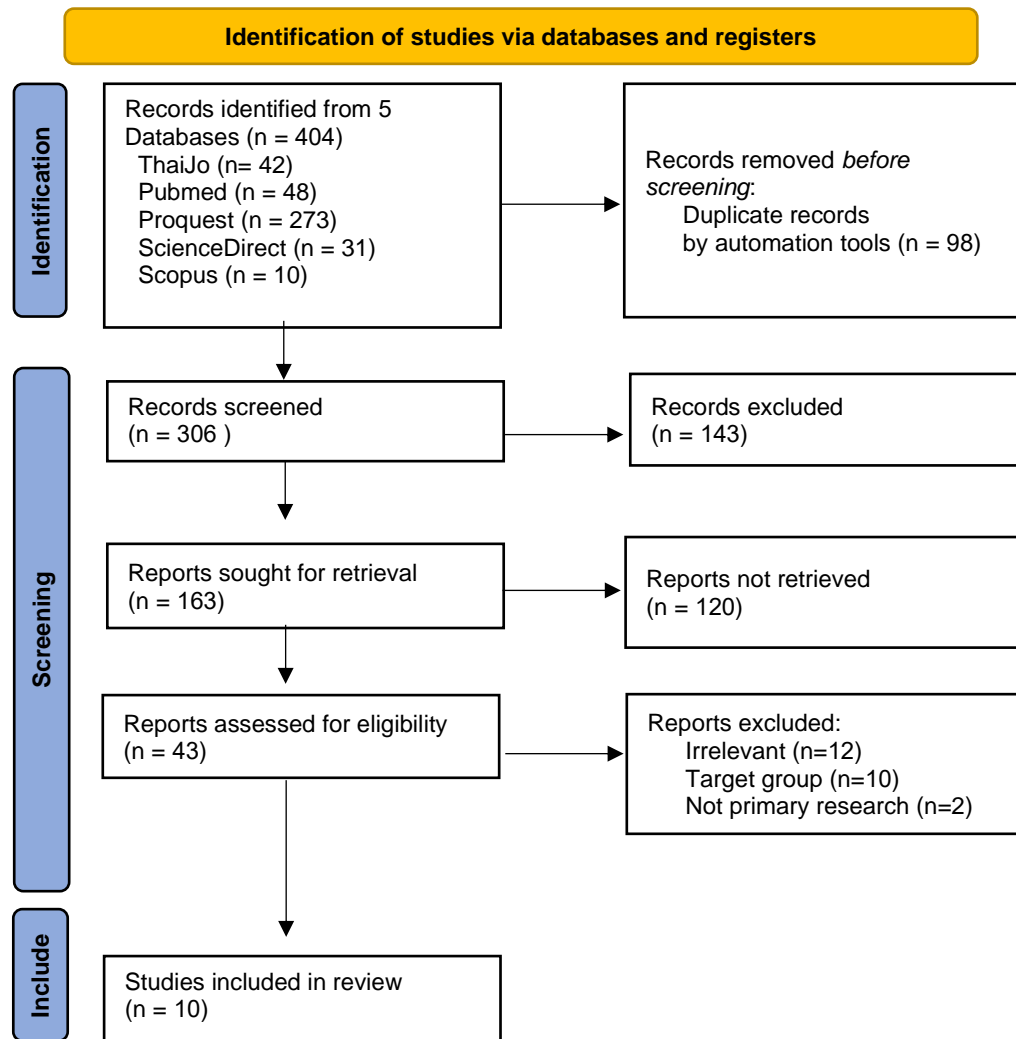 Identification of studies via databases and registers
Identification
Records identified from 5
Databases (n = 404)
ThaiJo (n= 42)
Pubmed (n = 48)
Proquest (n = 273)
ScienceDirect (n = 31)
Scopus (n = 10)
Records removed before
screening:
Duplicate records
by automation tools (n = 98)
Screening
Records screened
(n = 306 )
Records excluded
(n = 143)
Reports sought for retrieval
(n = 163)
Reports not retrieved
(n = 120)
Reports assessed for eligibility
(n = 43)
Reports excluded:
Irrelevant (n=12)
Target group (n=10)
Not primary research (n=2)
Include
Studies included in review
(n = 10)